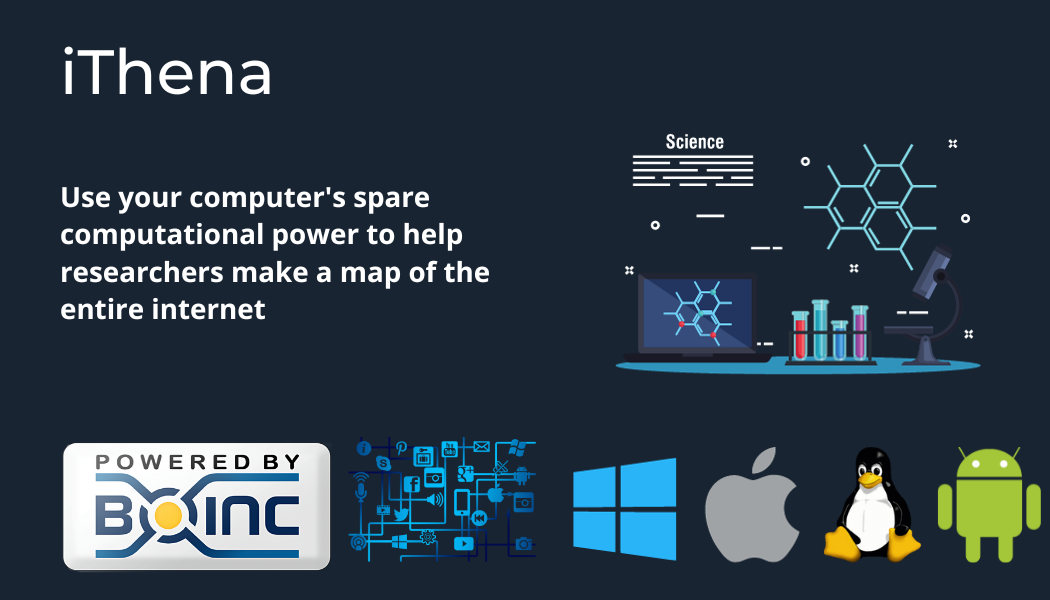 iThena
Science
Use your computer's spare
computational power to help
researchers make a map of the
entire internet
POWERED BY
BOINC